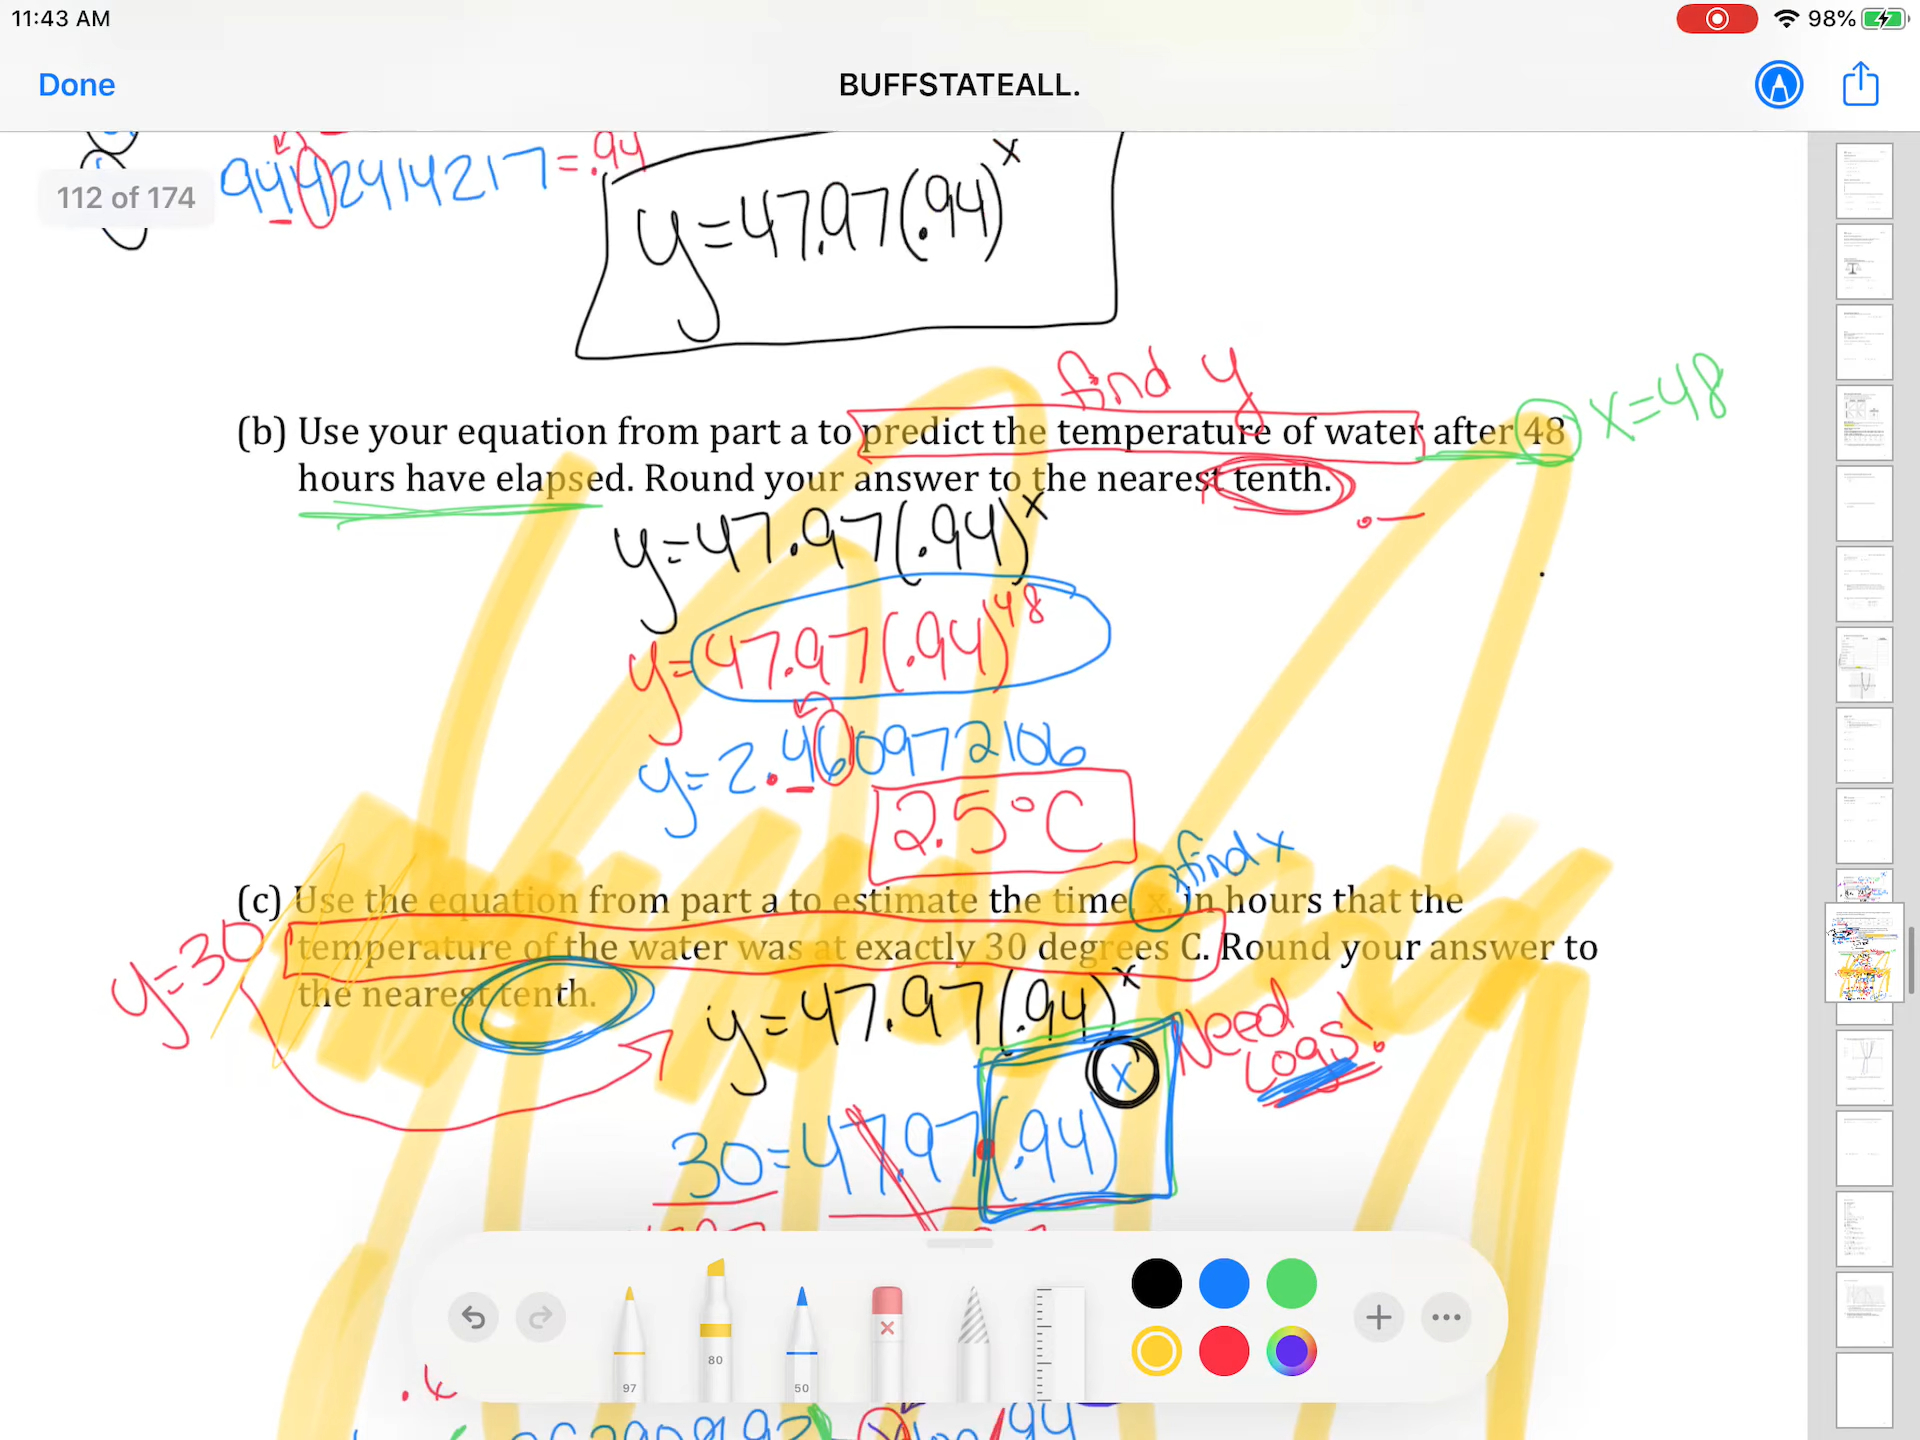 11:43 AM
98%
Done
BUFFSTATEALL.
112 of 174
9442414217=.94
y=47.97(.94)^x
find y
x=48
(b) Use your equation from part a to predict the temperature of water after 48
hours have elapsed. Round your answer to the nearest tenth.
y=47.97(.94)^x
y=47.97(.94)^48
y=2.460972106
2.5°C
find x
(c) Use the equation from part a to estimate the time, x, in hours that the
temperature of the water was at exactly 30 degrees C. Round your answer to
the nearest tenth.
y=30
y=47.97(.94)^x
Need
Logs!
30=47.97(.94)^x
97
80
50